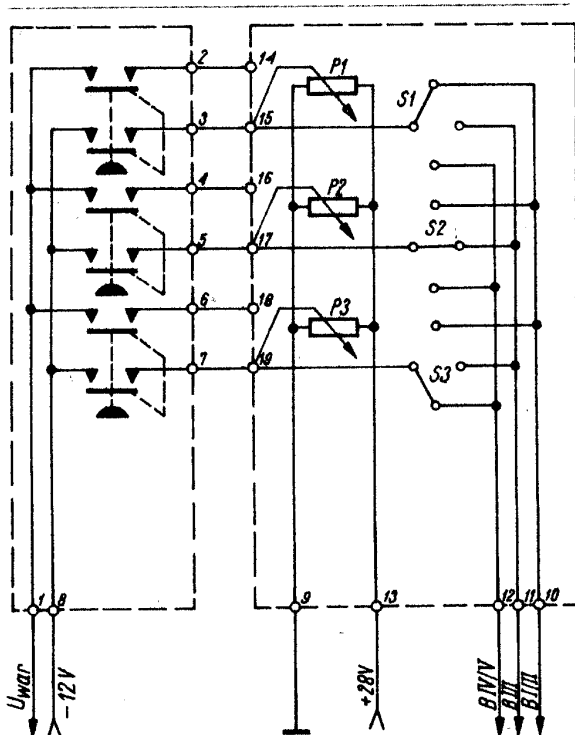 2 14
P1
S1
3 15
4 16
P2
5 17
S2
6 18
P3
7 19
S3
1 8 9 13 12 11 10
Uwar
-12V
+28V
BIV/V
BIII
BI/II